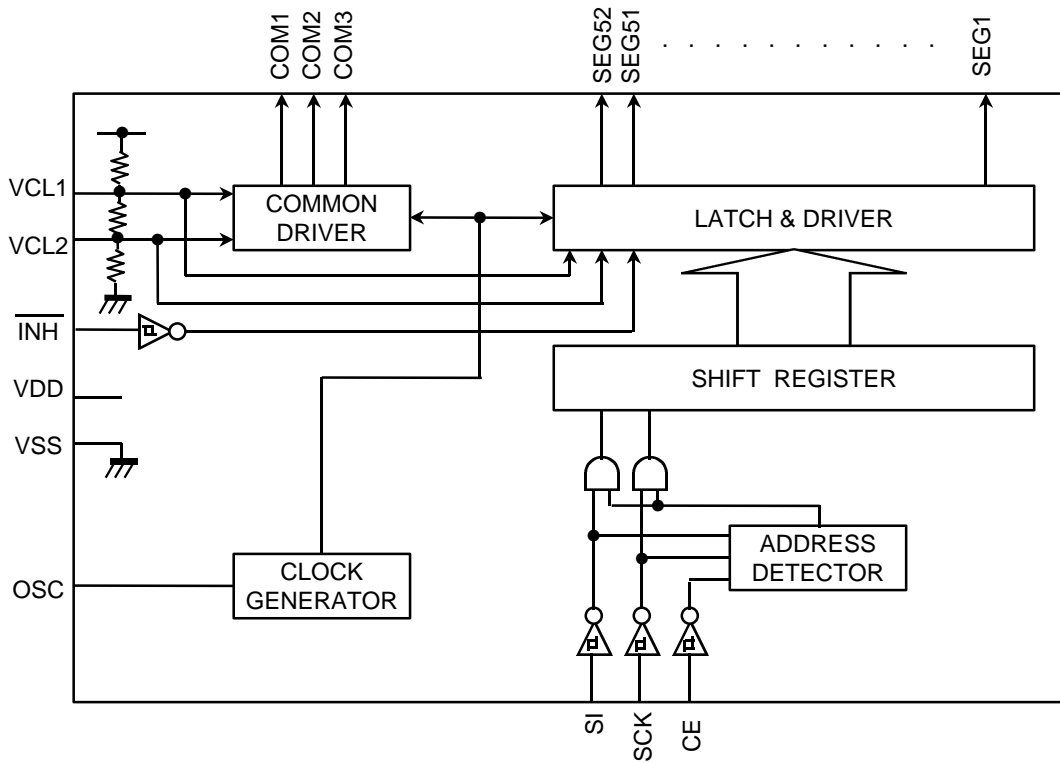 COM1
COM2
COM3
SEG52
SEG51
. . . . . . . . . . .
SEG1
VCL1
VCL2
INH
VDD
VSS
OSC
COMMON
DRIVER
LATCH & DRIVER
SHIFT REGISTER
CLOCK
GENERATOR
ADDRESS
DETECTOR
SI
SCK
CE